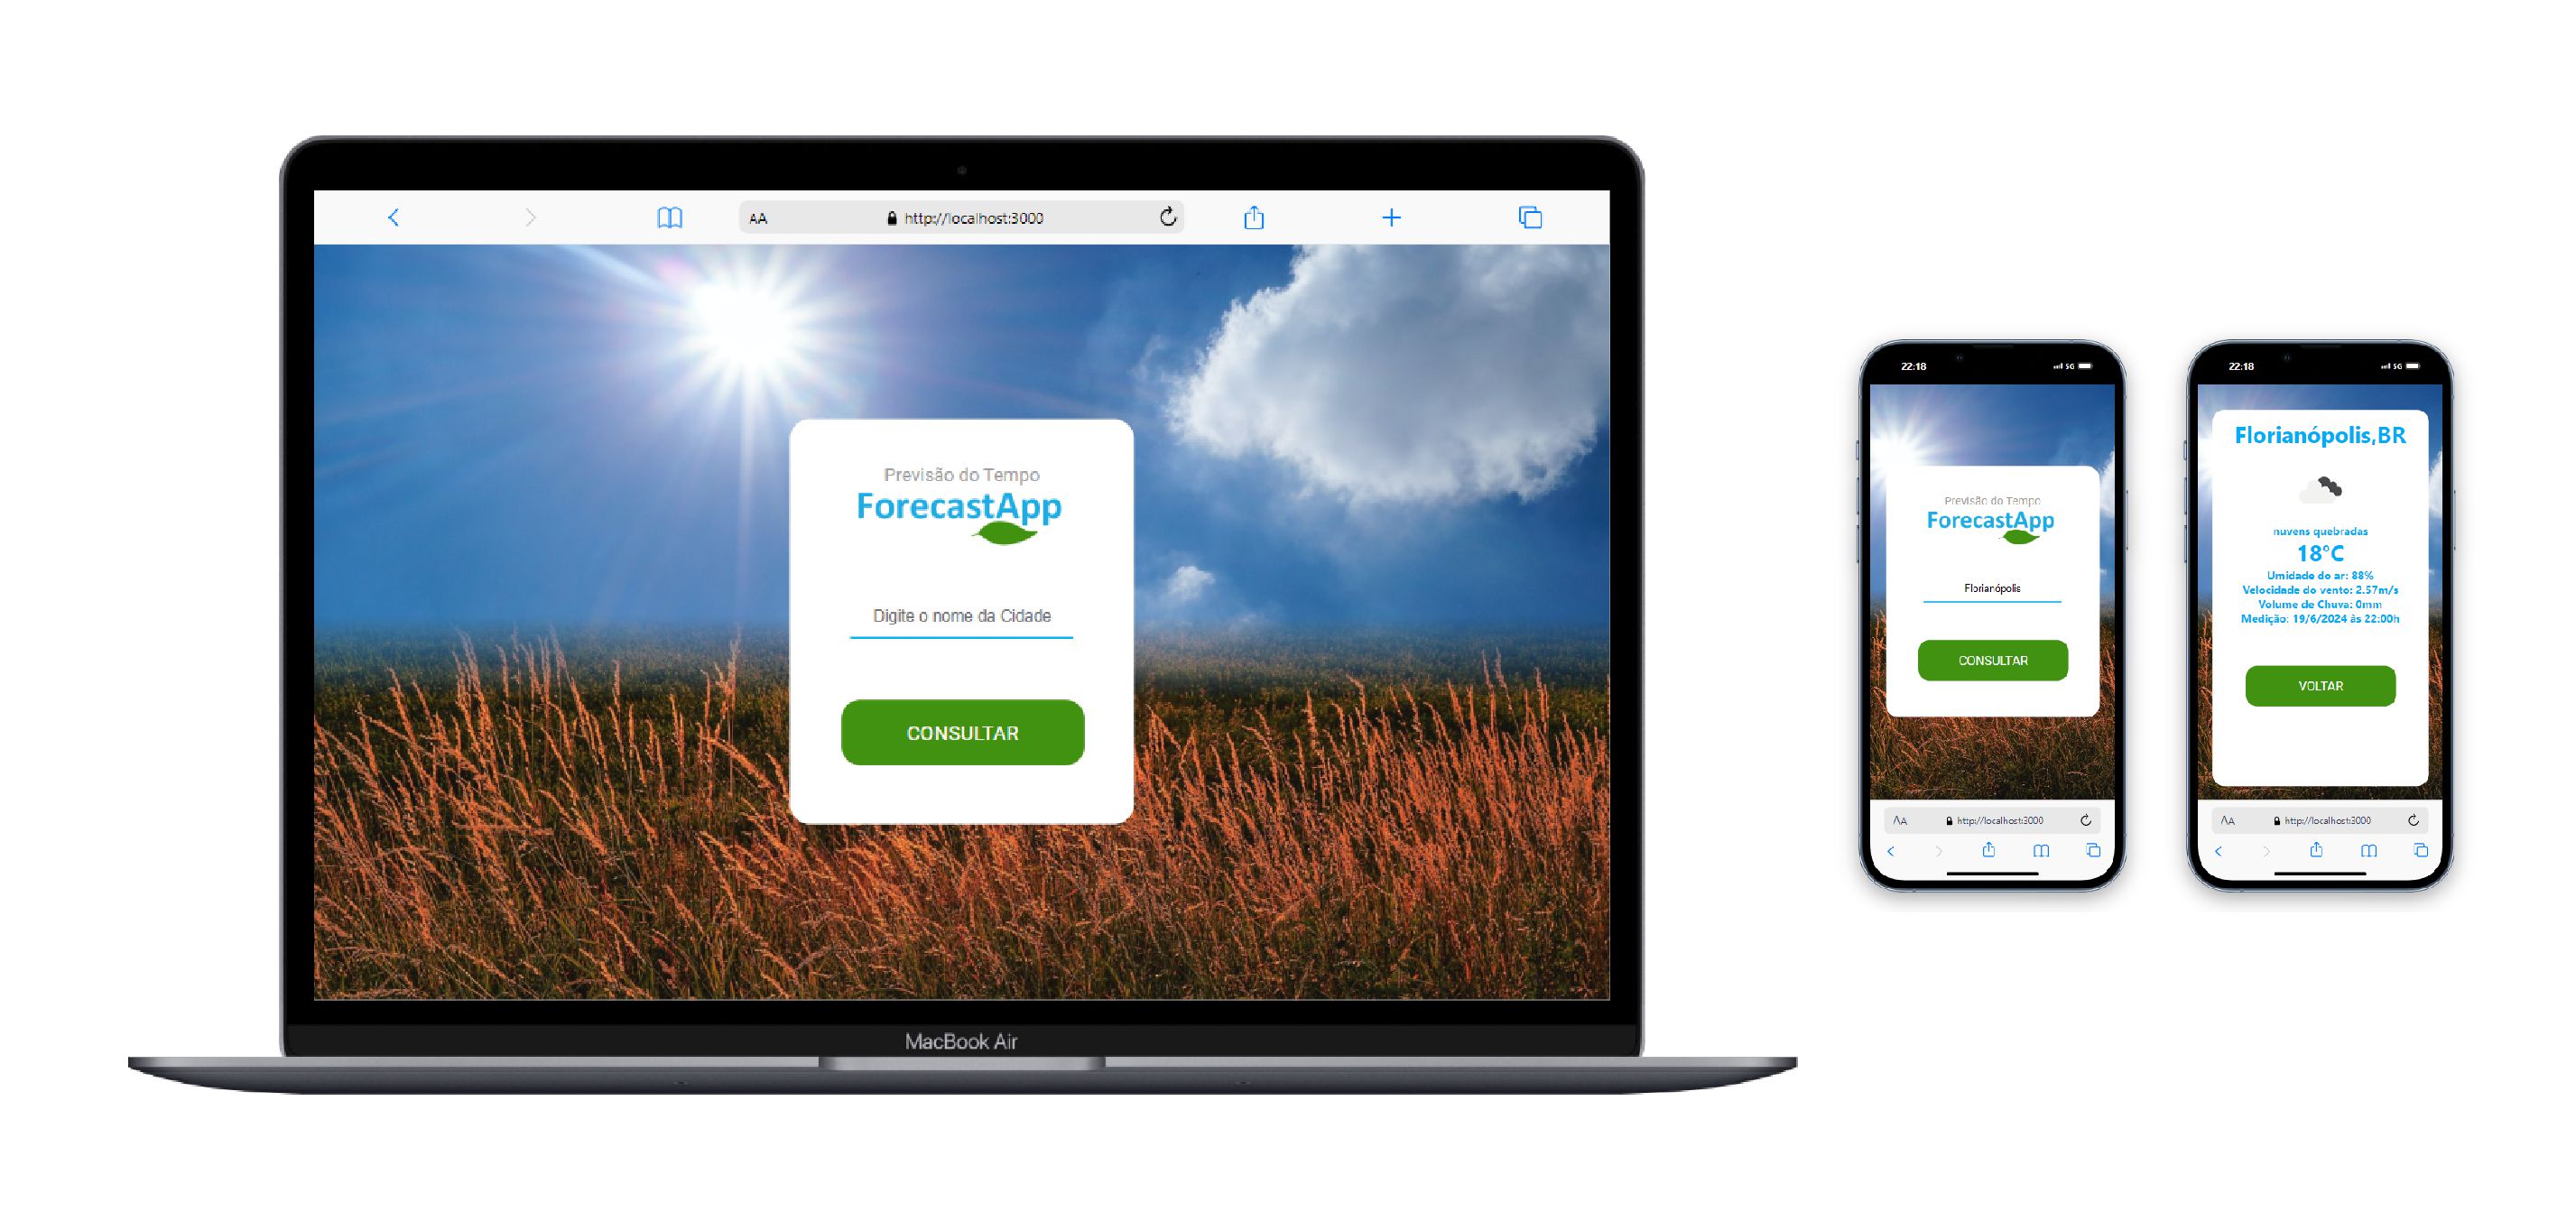 AA
http://localhost:3000
Previsão do Tempo
ForecastApp
Digite o nome da Cidade
CONSULTAR
MacBook Air
22:18
5G
Previsão do Tempo
ForecastApp
Florianópolis
CONSULTAR
AA
http://localhost:3000
22:18
5G
Florianópolis,BR
nuvens quebradas
18°C
Umidade do ar: 88%
Velocidade do vento: 2.57m/s
Volume de Chuva: 0mm
Medição: 19/6/2024 às 22:00h
VOLTAR
AA
http://localhost:3000